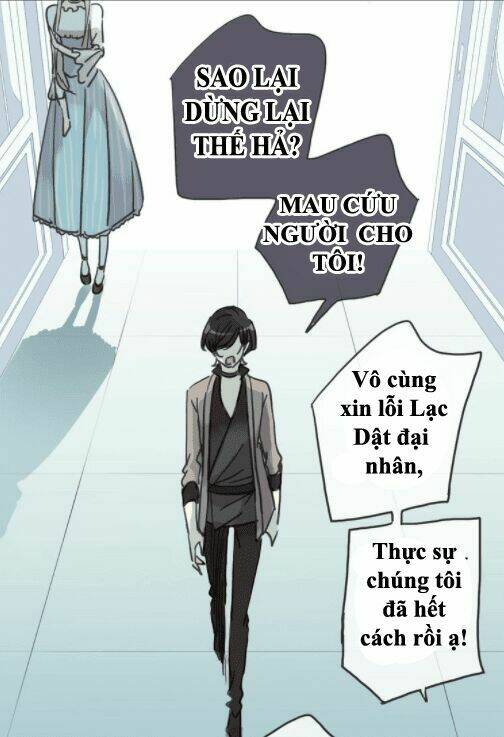 SAO LẠI
DỪNG LẠI
THẾ HẢ?
MAU CỨU
NGƯỜI CHO
TÔI!
Vô cùng
xin lỗi Lạc
Dật đại
nhân,
Thực sự
chúng tôi
đã hết
cách rồi ạ!